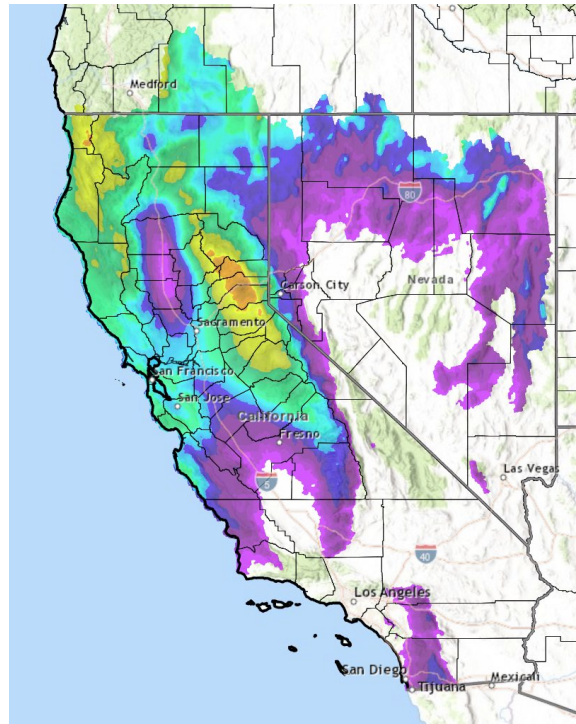 Medford
80
Carson City
Nevada
Sacramento
San Francisco
San Jose
California
Fresno
5
Las Vegas
40
Los Angeles
San Diego
Mexicali
Tijuana